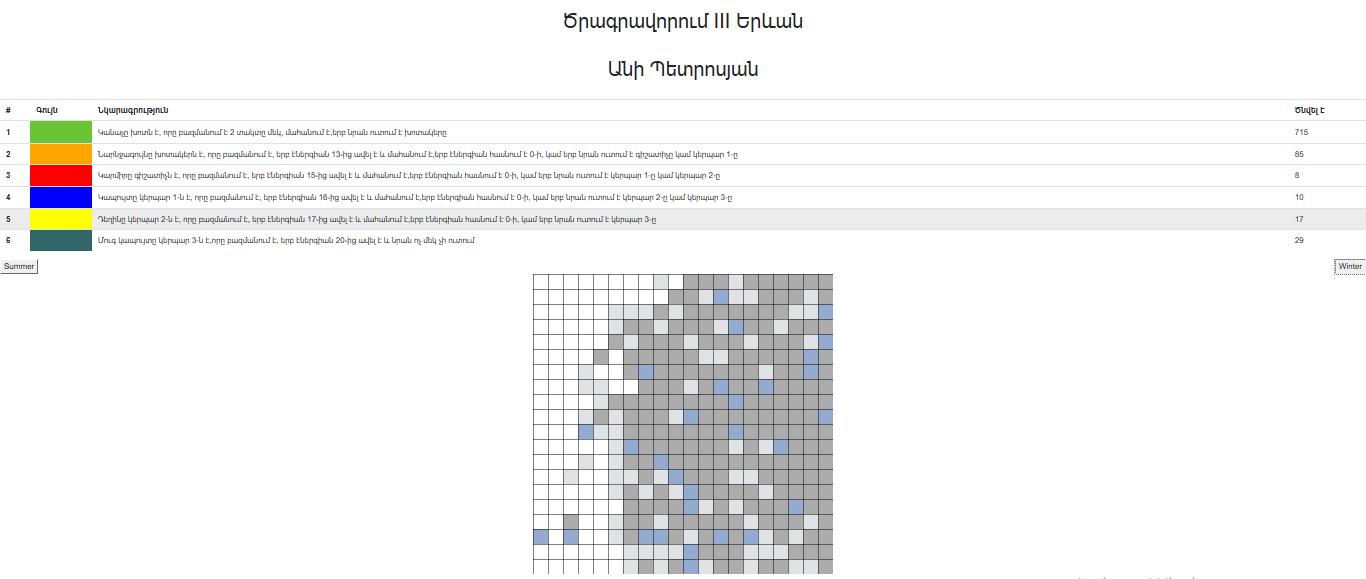 Ծրագրավորում III Երևան
Անի Պետրոսյան
# Գույն Նկարագրություն Ծնվել է
1 Կանաչը խոտն է, որը բազմանում է 2 տակտը մեկ, մահանում է,երբ նրան ուտում է խոտակերը 715
2 Նարնջագույնը խոտակերն է, որը բազմանում է, երբ էներգիան 13-ից ավել է և մահանում է,երբ էներգիան հասնում է 0-ի, կամ երբ նրան ուտում է գիշատիչը կամ կերպար 1-ը 85
3 Կարմիրը գիշատիչն է, որը բազմանում է, երբ էներգիան 15-ից ավել է և մահանում է,երբ էներգիան հասնում է 0-ի, կամ երբ նրան ուտում է կերպար 1-ը կամ կերպար 2-ը 8
4 Կապույտը կերպար 1-ն է, որը բազմանում է, երբ էներգիան 16-ից ավել է և մահանում է,երբ էներգիան հասնում է 0-ի, կամ երբ նրան ուտում է կերպար 2-ը կամ կերպար 3-ը 10
5 Դեղինը կերպար 2-ն է, որը բազմանում է, երբ էներգիան 17-ից ավել է և մահանում է,երբ էներգիան հասնում է 0-ի, կամ երբ նրան ուտում է կերպար 3-ը 17
6 Մուգ կապույտը կերպար 3-ն է,որը բազմանում է, երբ էներգիան 20-ից ավել է և նրան ոչ մեկ չի ուտում 29
Summer Winter